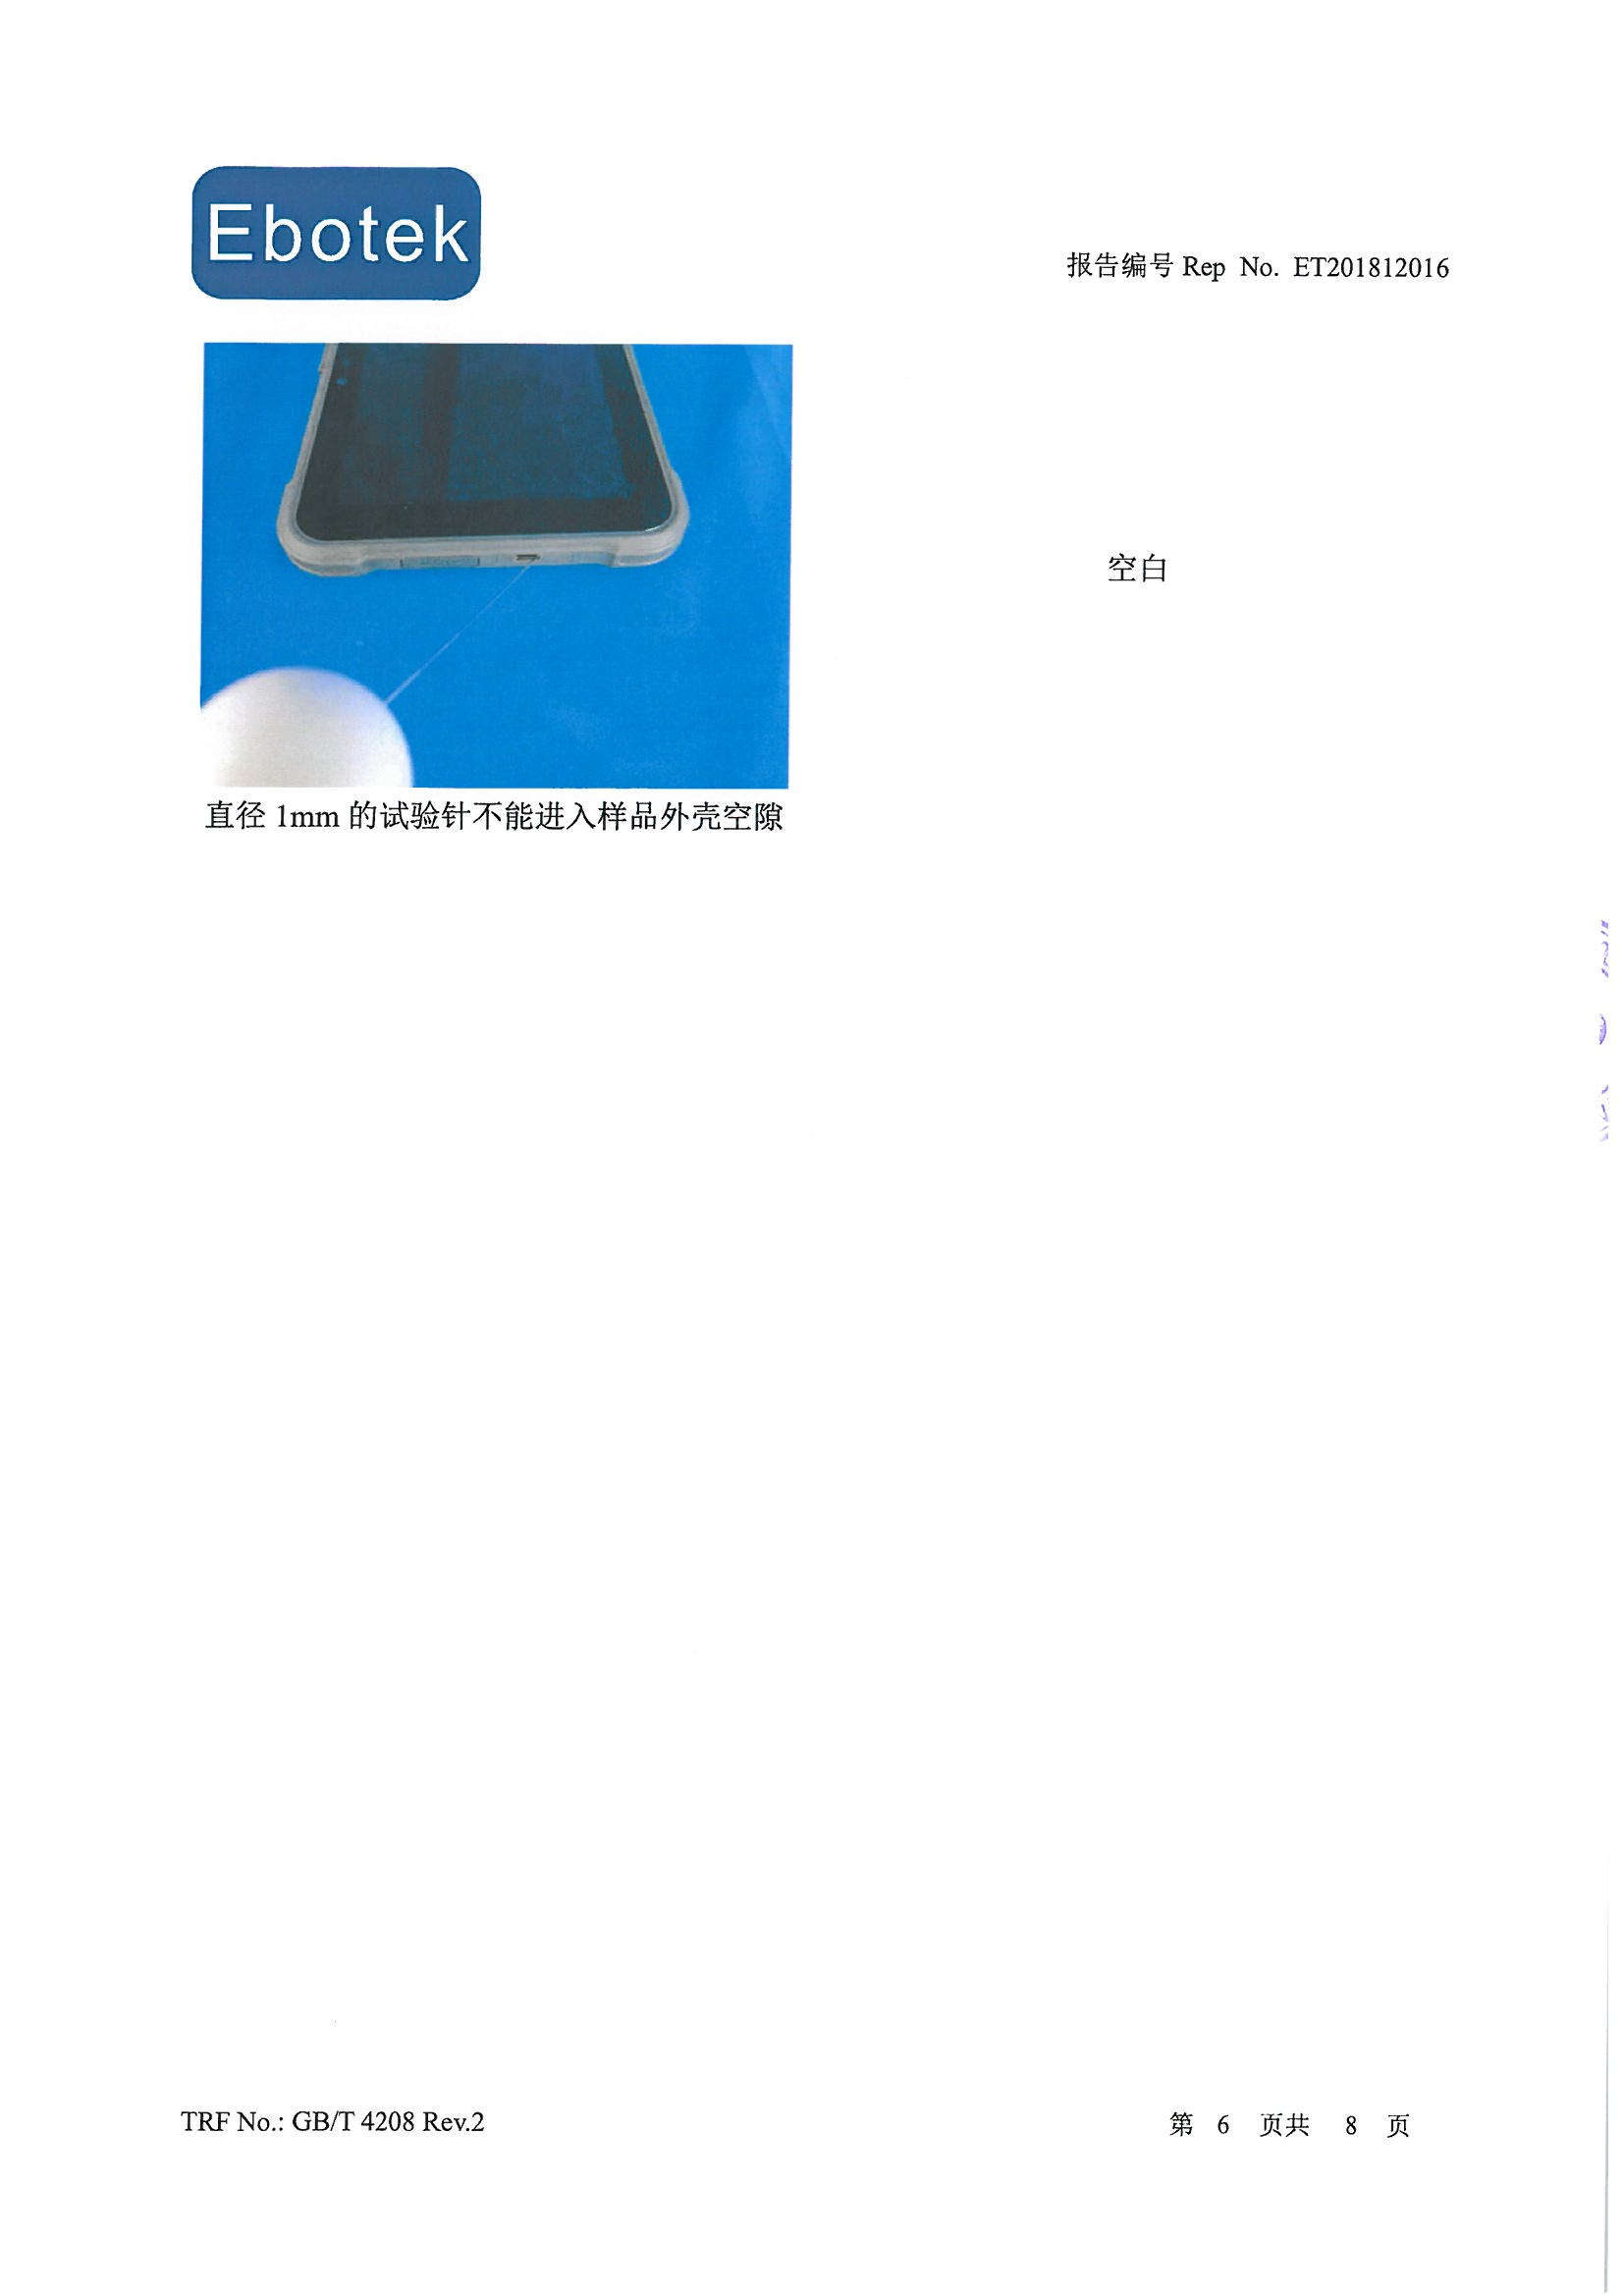 Ebotek
报告编号 Rep No. ET201812016
空白
直径 1mm 的试验针不能进入样品外壳空隙
TRF No.: GB/T 4208 Rev.2
第 6 页共 8 页